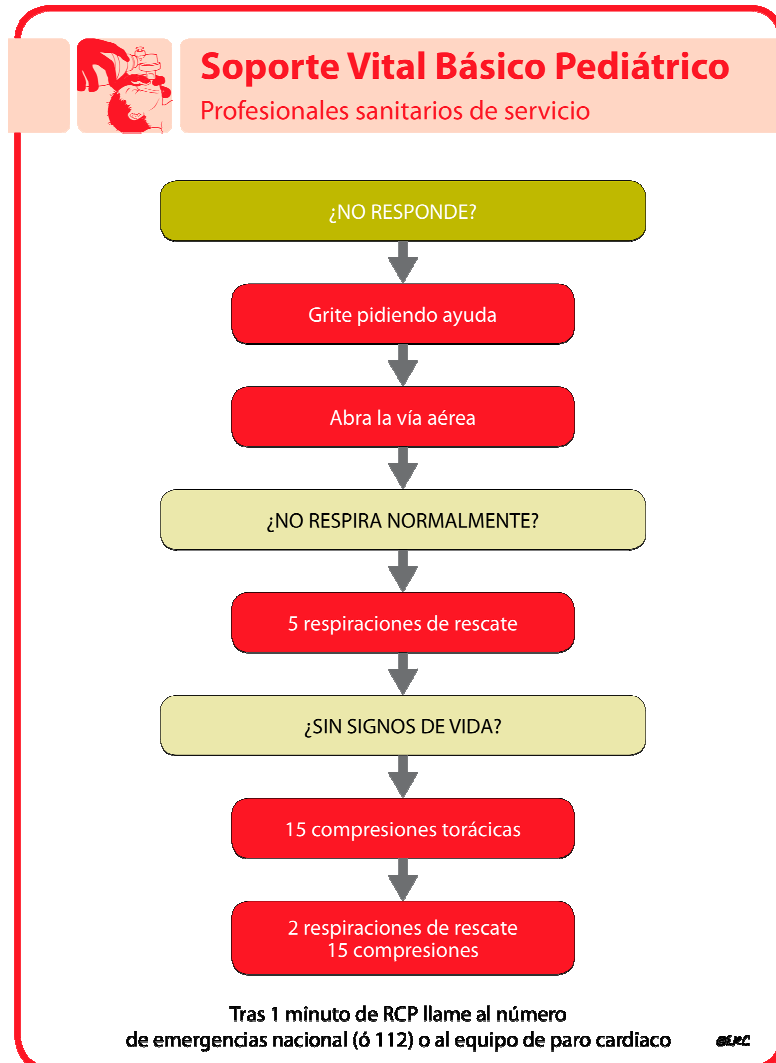 Soporte Vital Básico Pediátrico
Profesionales sanitarios de servicio
¿NO RESPONDE?
Grite pidiendo ayuda
Abra la vía aérea
¿NO RESPIRA NORMALMENTE?
5 respiraciones de rescate
¿SIN SIGNOS DE VIDA?
15 compresiones torácicas
2 respiraciones de rescate
15 compresiones
Tras 1 minuto de RCP llame al número
de emergencias nacional (ó 112) o al equipo de paro cardiaco
@ERC